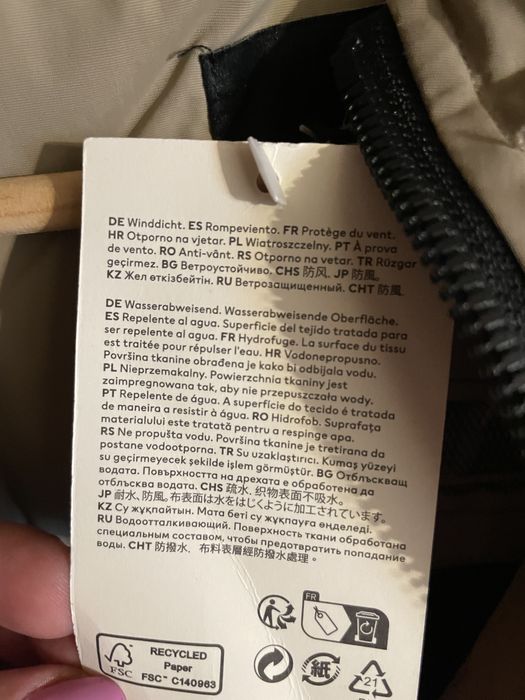 DE Winddicht. ES Rompeviento. FR Protège du vent.
HR Otporno na vjetar. PL Wiatroszczelny. PT À prova
de vento. RO Anti-vânt. RS Otporno na vetar. TR Rüzgar
geçirmez. BG Ветроустойчиво. CHS 防风. JP 防風。
KZ Жел өткізбейтін. RU Ветрозащищенный. CHT 防風
DE Wasserabweisend. Wasserabweisende Oberfläche.
ES Repelente al agua. Superficie del tejido tratada para
ser repelente al agua. FR Hydrofuge. La surface du tissu
est traitée pour répulser l'eau. HR Vodonepropusno.
Površina tkanine obrađena je kako bi odbijala vodu.
PL Nieprzemakalny. Powierzchnia tkaniny jest
zaimpregnowana tak, aby nie przepuszczała wody.
PT Repelente de água. A superfície do tecido é tratada
de maneira a resistir à água. RO Hidrofob. Suprafața
materialului este tratată pentru a respinge apa.
RS Ne propušta vodu. Površina tkanine je tretirana da
postane vodootporna. TR Su uzaklaştırıcı. Kumaş yüzeyi
su geçirmeyecek şekilde işlem görmüştür. BG Отблъскващ
водата. Повърхността на дрехата е обработена да
отблъсква водата. CHS 疏水. 织物表面不吸水。
JP 耐水、防風。布表面は水をはじくように加工されています。
KZ Су жұқпайтын. Мата беті су жұқпауға өңделеді.
RU Водоотталкивающий. Поверхность ткани обработана
специальным составом, чтобы предотвратить попадание
воды. CHT 防撥水. 布料表層經防撥水處理。
FR
RECYCLED
Paper
FSC™ C140963
FSC
紙
21